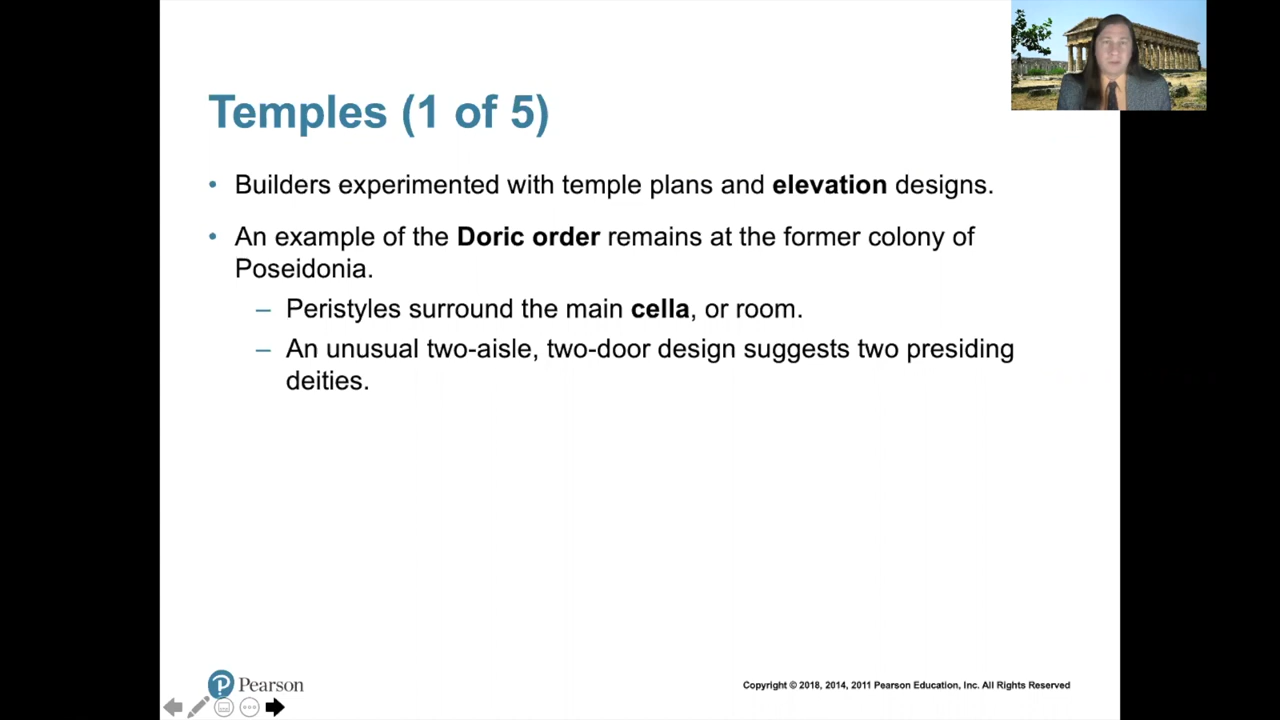 Temples (1 of 5)
• Builders experimented with temple plans and elevation designs.
• An example of the Doric order remains at the former colony of
Poseidonia.
– Peristyles surround the main cella, or room.
– An unusual two-aisle, two-door design suggests two presiding
deities.
P Pearson
Copyright © 2018, 2014, 2011 Pearson Education, Inc. All Rights Reserved